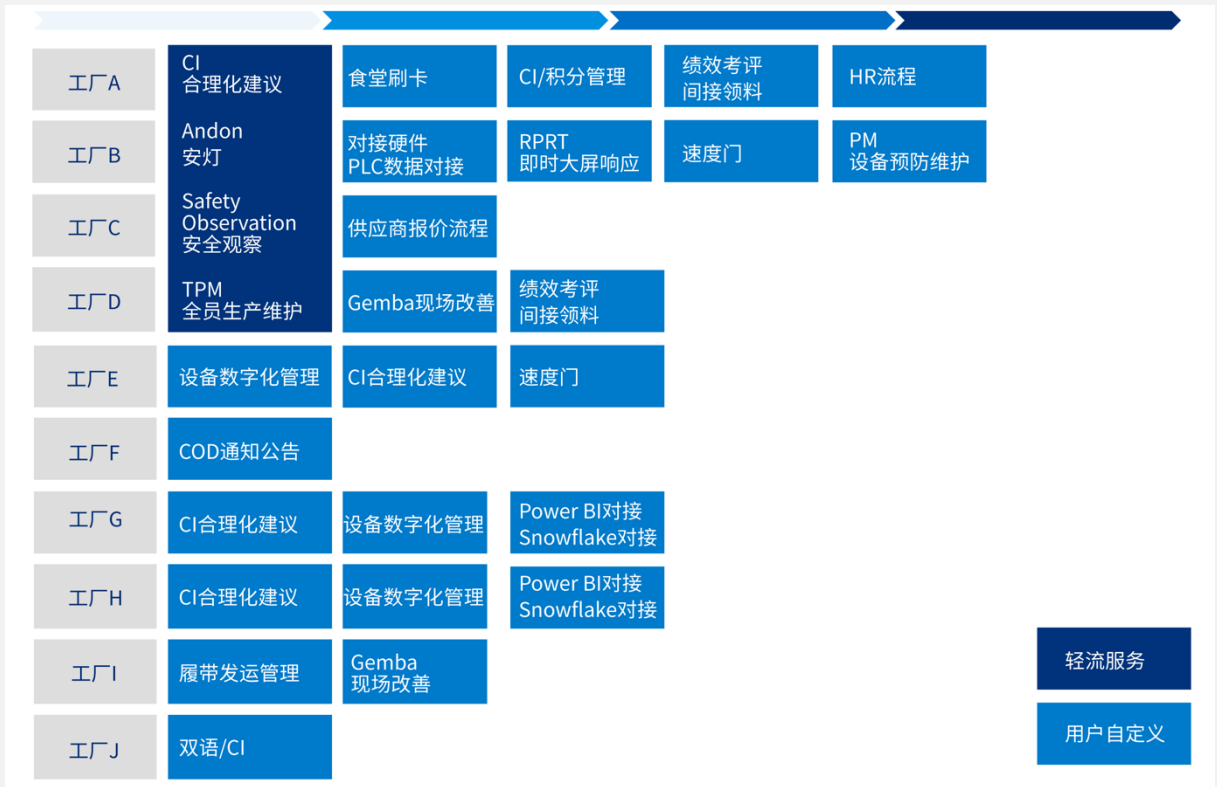 工厂A
CI
合理化建议
食堂刷卡
CI/积分管理
绩效考评
间接领料
HR流程
工厂B
Andon
安灯
对接硬件
PLC数据对接
RPRT
即时大屏响应
速度门
PM
设备预防维护
工厂C
Safety
Observation
安全观察
供应商报价流程
工厂D
TPM
全员生产维护
Gemba现场改善
绩效考评
间接领料
工厂E
设备数字化管理
CI合理化建议
速度门
工厂F
COD通知公告
工厂G
CI合理化建议
设备数字化管理
Power BI对接
Snowflake对接
工厂H
CI合理化建议
设备数字化管理
Power BI对接
Snowflake对接
工厂I
履带发运管理
Gemba
现场改善
工厂J
双语/CI
轻流服务
用户自定义